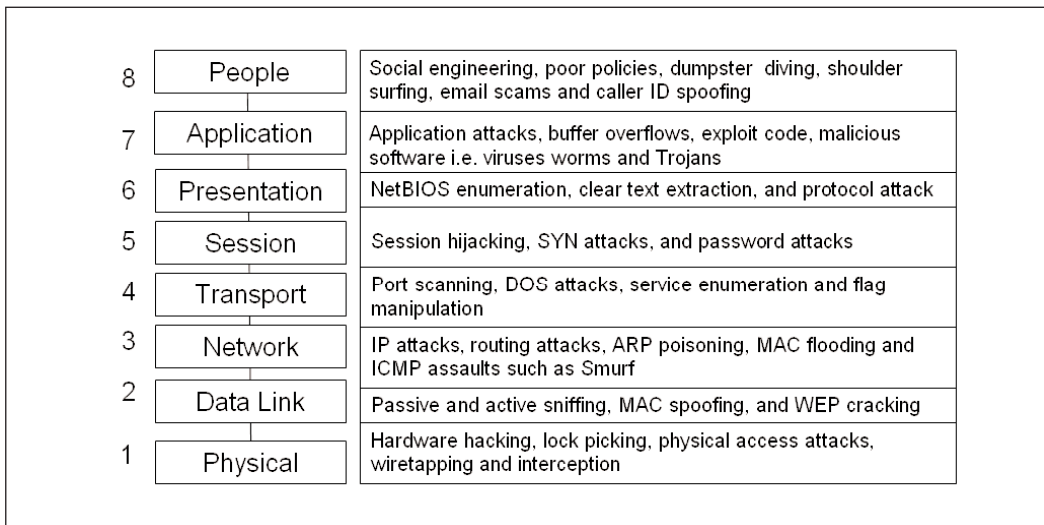 8
People
Social engineering, poor policies, dumpster diving, shoulder
surfing, email scams and caller ID spoofing
7
Application
Application attacks, buffer overflows, exploit code, malicious
software i.e. viruses worms and Trojans
6
Presentation
NetBIOS enumeration, clear text extraction, and protocol attack
5
Session
Session hijacking, SYN attacks, and password attacks
4
Transport
Port scanning, DOS attacks, service enumeration and flag
manipulation
3
Network
IP attacks, routing attacks, ARP poisoning, MAC flooding and
ICMP assaults such as Smurf
2
Data Link
Passive and active sniffing, MAC spoofing, and WEP cracking
1
Physical
Hardware hacking, lock picking, physical access attacks,
wiretapping and interception